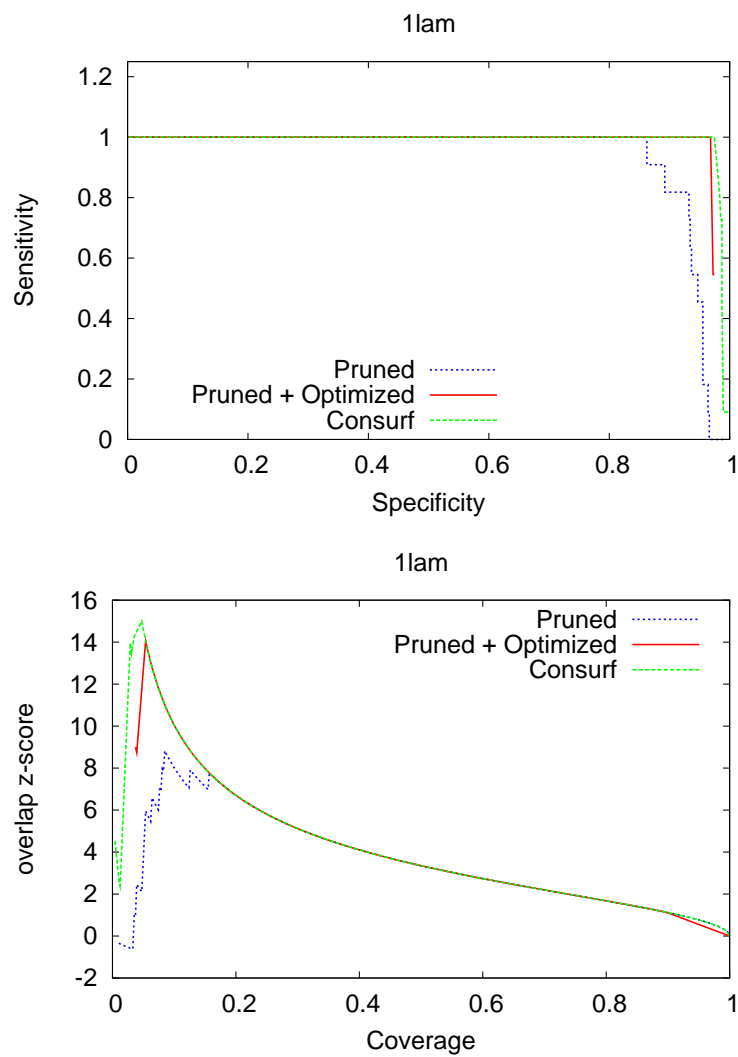 1lam
1.2
1
0.8
0.6
0.4
0.2
0
Sensitivity
Pruned
Pruned + Optimized
Consurf
0 0.2 0.4 0.6 0.8 1
Specificity
1lam
16
14
12
10
8
6
4
2
0
-2
overlap z-score
Pruned
Pruned + Optimized
Consurf
0 0.2 0.4 0.6 0.8 1
Coverage